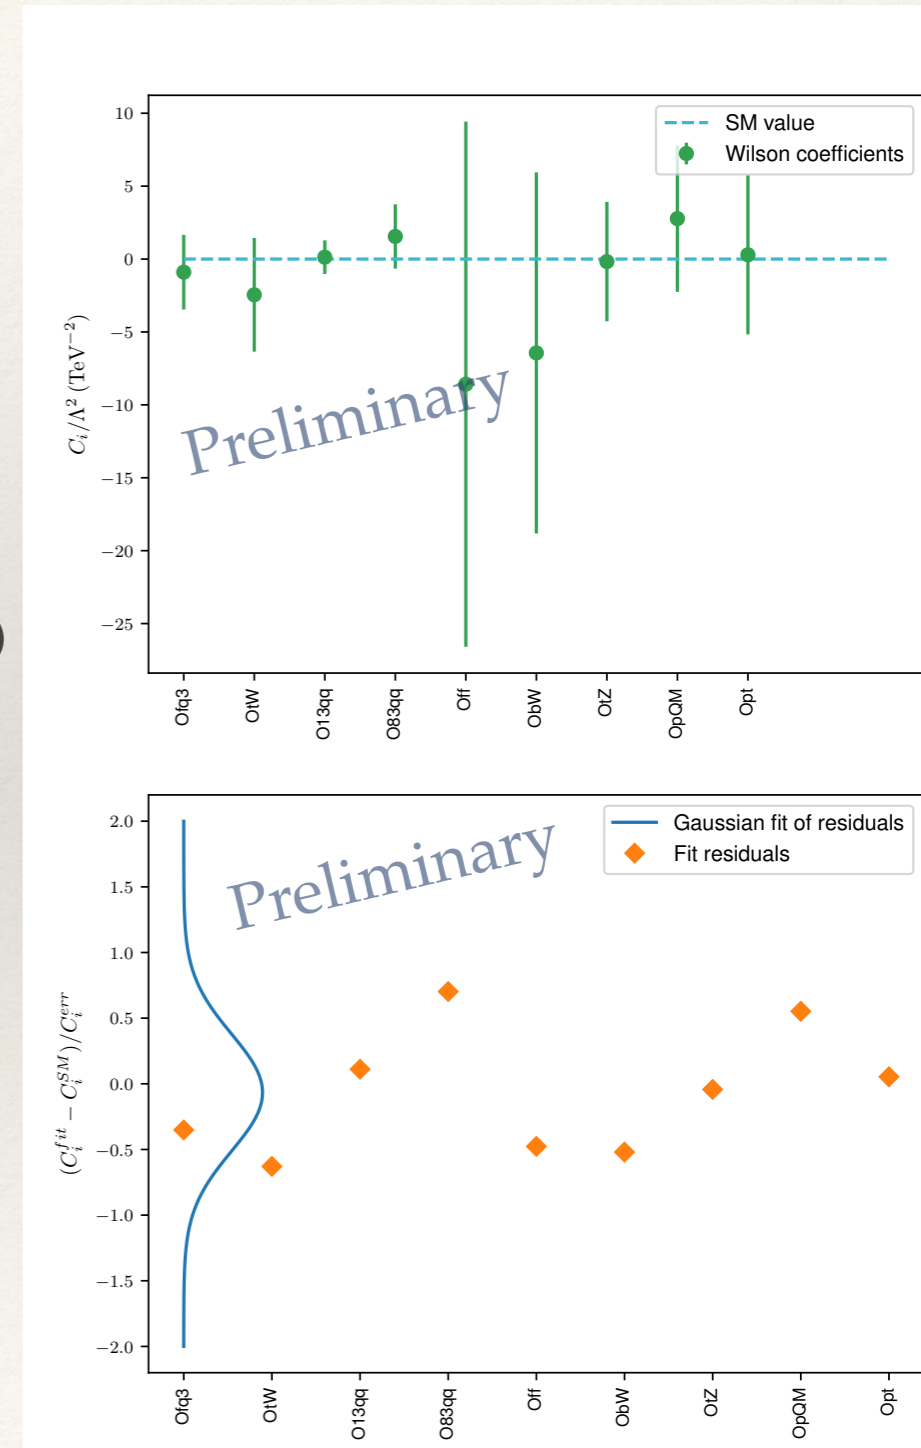 10
5
0
−5
−10
−15
−20
−25
C_i/Λ² (TeV⁻²)
SM value
Wilson coefficients
Preliminary
Ofq3
OtW
O13qq
O83qq
Off
ObW
OtZ
OpQM
Opt
2.0
1.5
1.0
0.5
0.0
−0.5
−1.0
−1.5
−2.0
(C_i^{fit} − C_i^{SM})/C_i^{err}
Gaussian fit of residuals
Fit residuals
Preliminary
Ofq3
OtW
O13qq
O83qq
Off
ObW
OtZ
OpQM
Opt